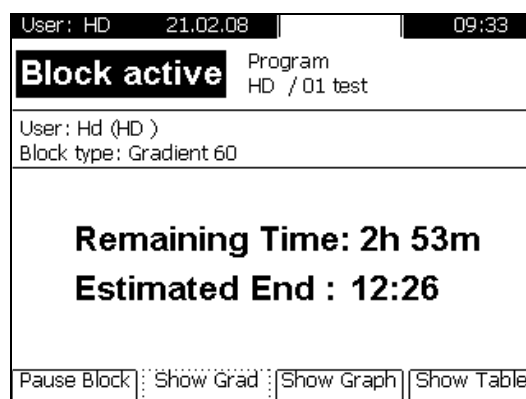 User: HD 21.02.08 09:33
Block active
Program
HD / 01 test
User: Hd (HD )
Block type: Gradient 60
Remaining Time: 2h 53m
Estimated End : 12:26
Pause Block Show Grad Show Graph Show Table